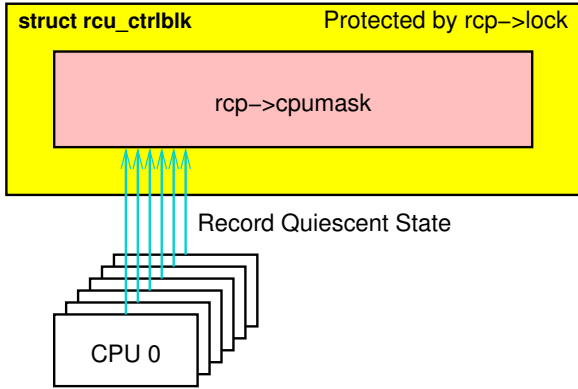 struct rcu_ctrlblk
Protected by rcp−>lock
rcp−>cpumask
Record Quiescent State
CPU 0